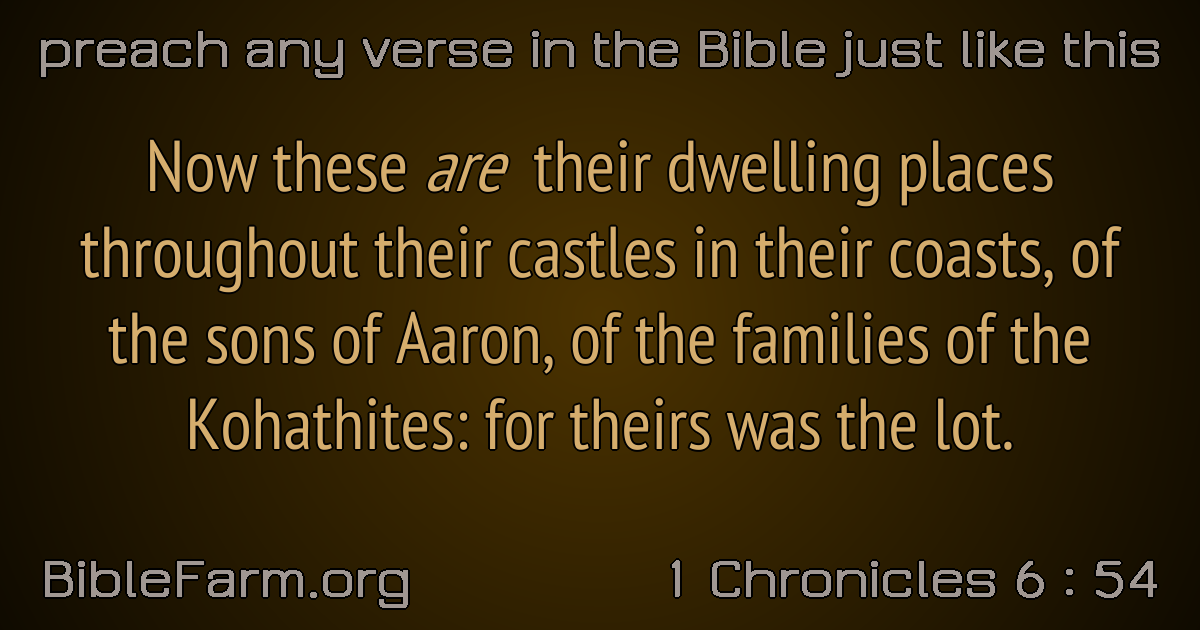 preach any verse in the Bible just like this
Now these are their dwelling places
throughout their castles in their coasts, of
the sons of Aaron, of the families of the
Kohathites: for theirs was the lot.
BibleFarm.org
1 Chronicles 6 : 54